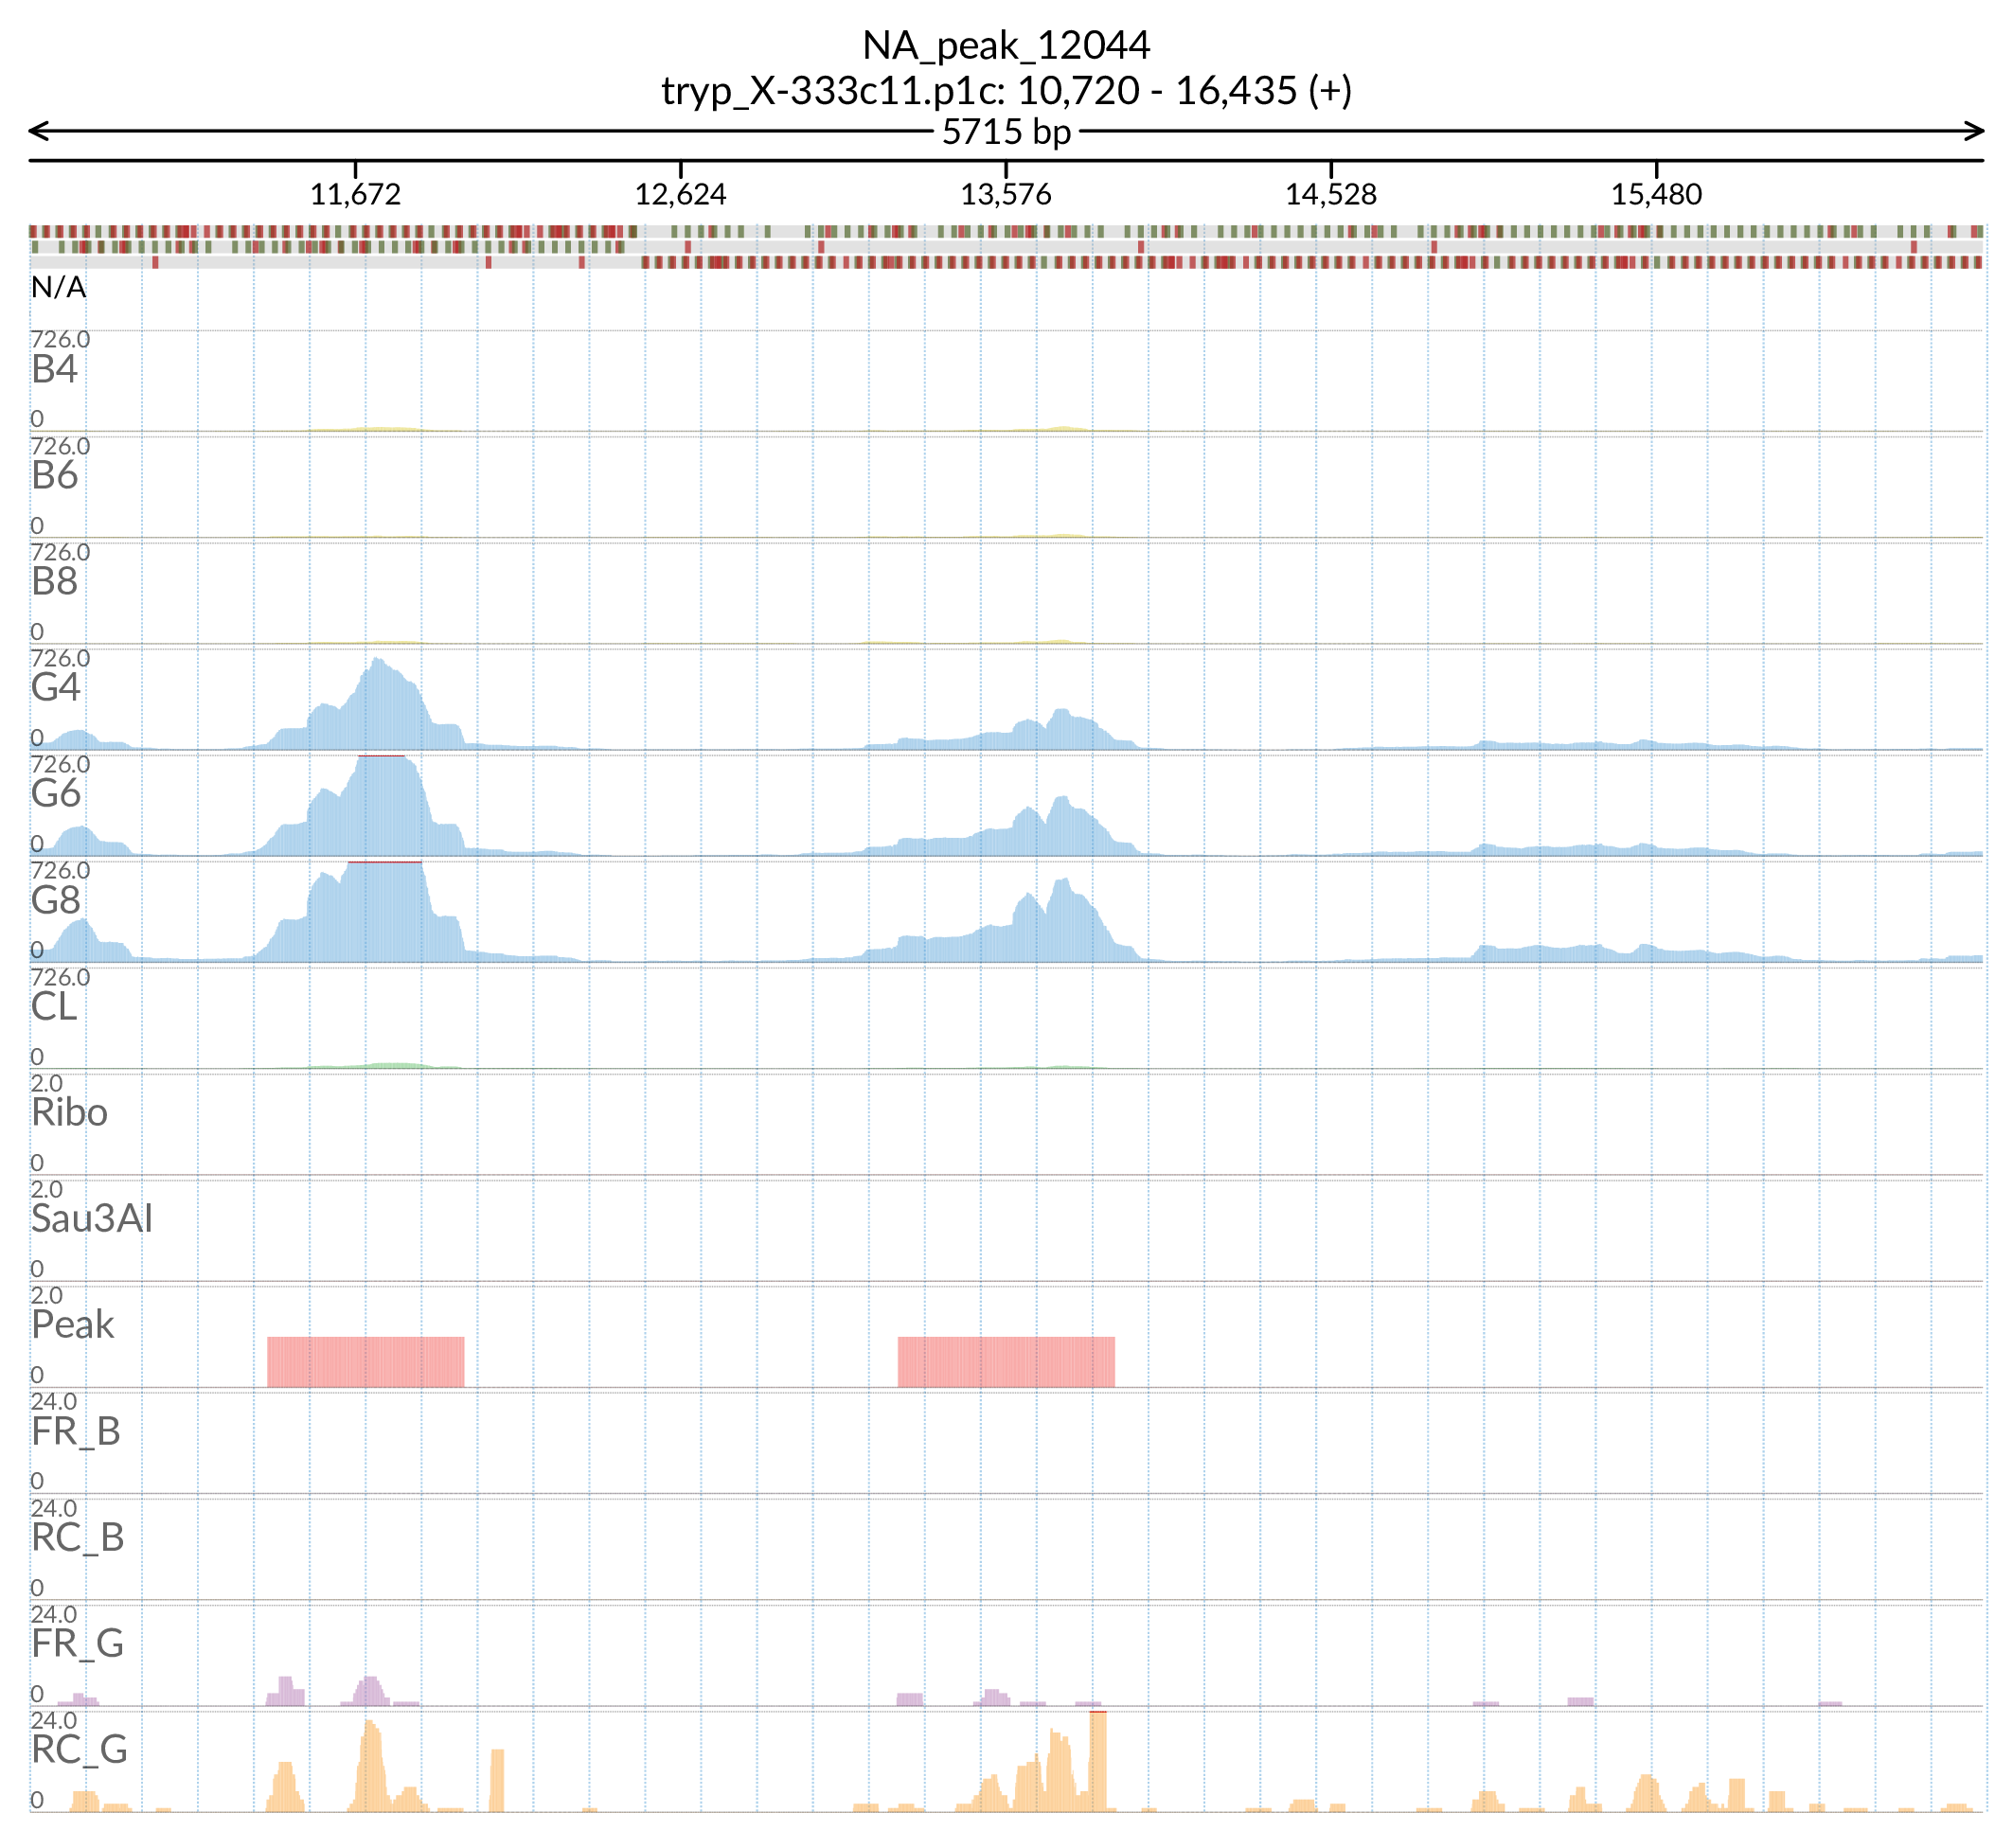 NA_peak_12044
tryp_X-333c11.p1c: 10,720 - 16,435 (+)
5715 bp
11,672 12,624 13,576 14,528 15,480
N/A
726.0
B4
0
726.0
B6
0
726.0
B8
0
726.0
G4
0
726.0
G6
0
726.0
G8
0
726.0
CL
0
2.0
Ribo
0
2.0
Sau3AI
0
2.0
Peak
0
24.0
FR_B
0
24.0
RC_B
0
24.0
FR_G
0
24.0
RC_G
0